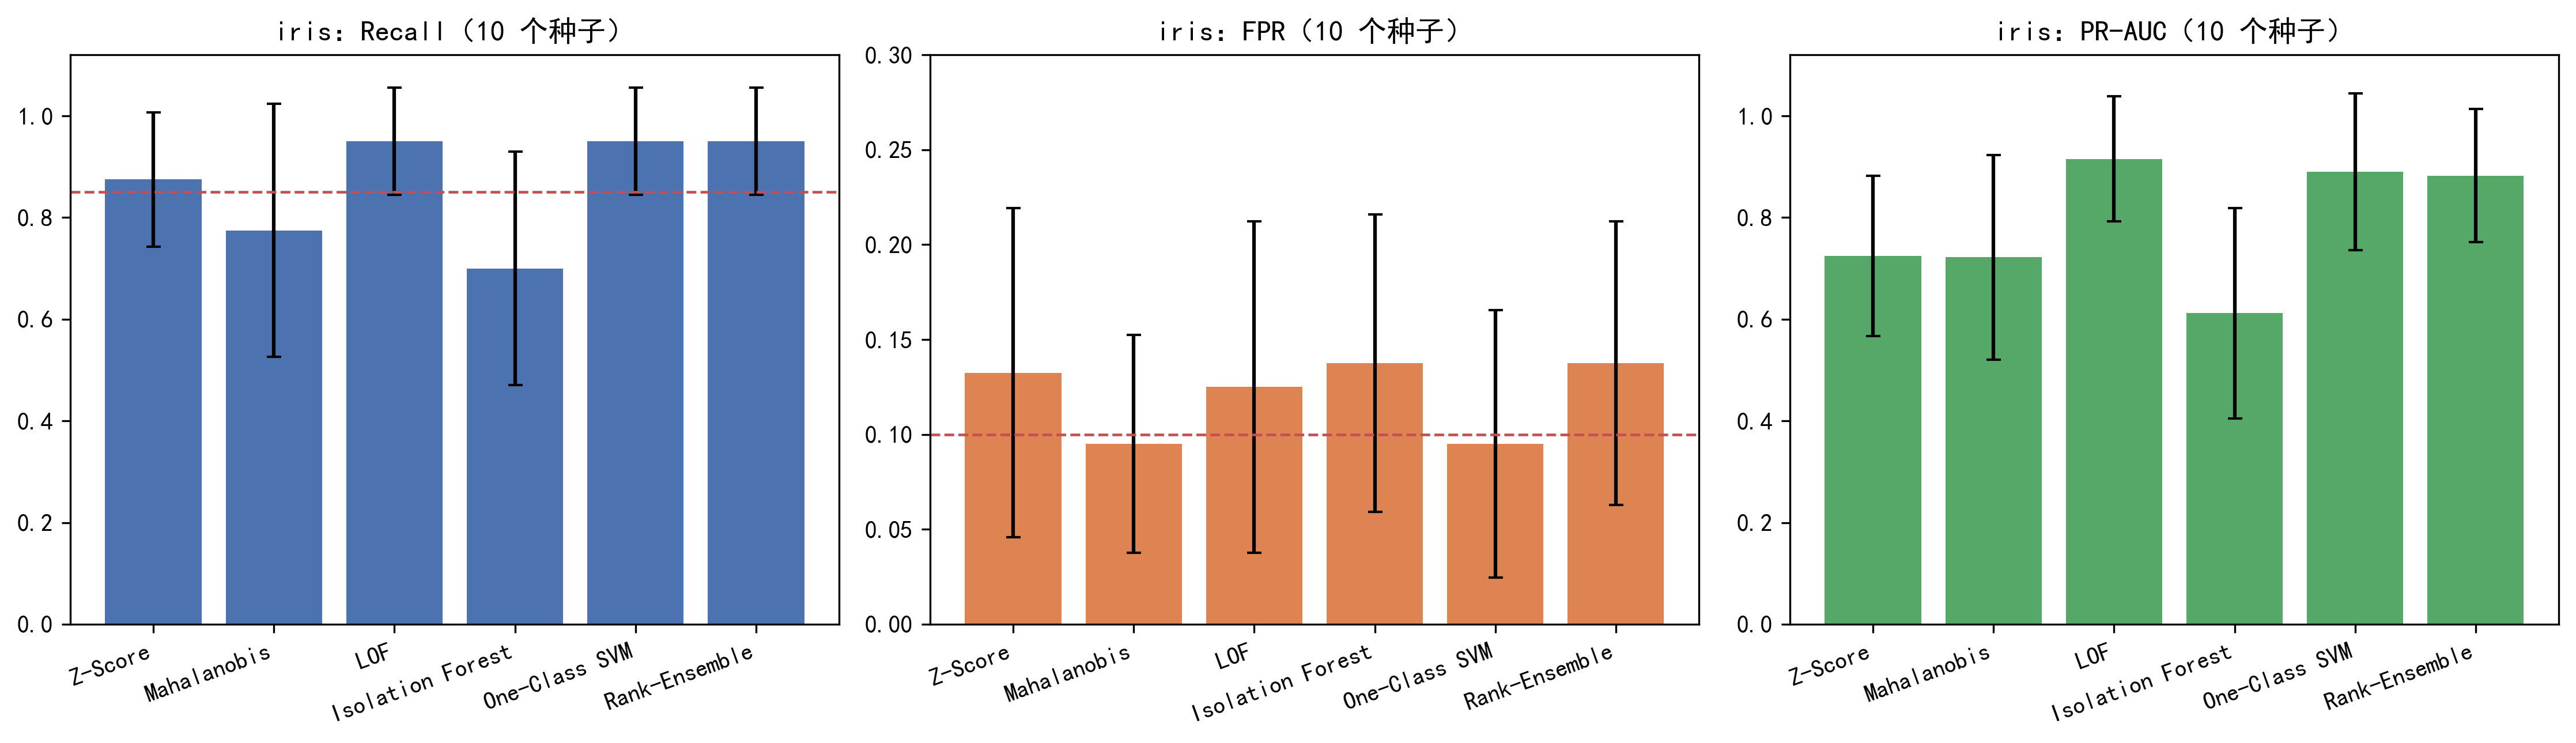 iris：Recall（10 个种子）
1.0
0.8
0.6
0.4
0.2
0.0
Z-Score
Mahalanobis
LOF
Isolation Forest
One-Class SVM
Rank-Ensemble
iris：FPR（10 个种子）
0.30
0.25
0.20
0.15
0.10
0.05
0.00
Z-Score
Mahalanobis
LOF
Isolation Forest
One-Class SVM
Rank-Ensemble
iris：PR-AUC（10 个种子）
1.0
0.8
0.6
0.4
0.2
0.0
Z-Score
Mahalanobis
LOF
Isolation Forest
One-Class SVM
Rank-Ensemble